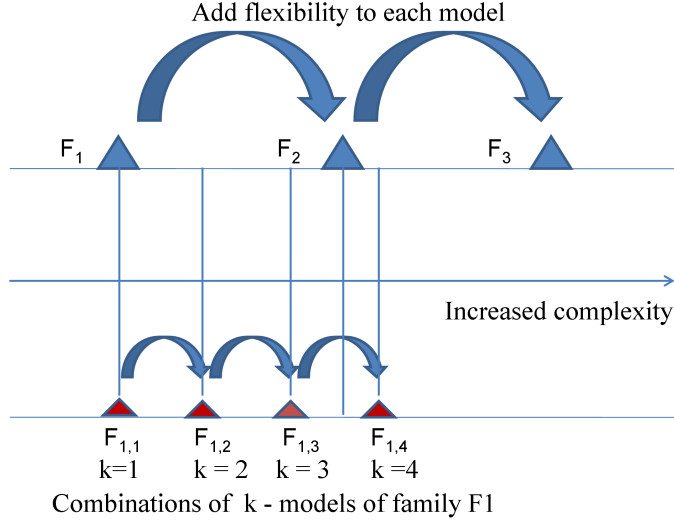 Add flexibility to each model
F1 F2 F3
Increased complexity
F1,1 F1,2 F1,3 F1,4
k=1 k = 2 k = 3 k =4
Combinations of k - models of family F1